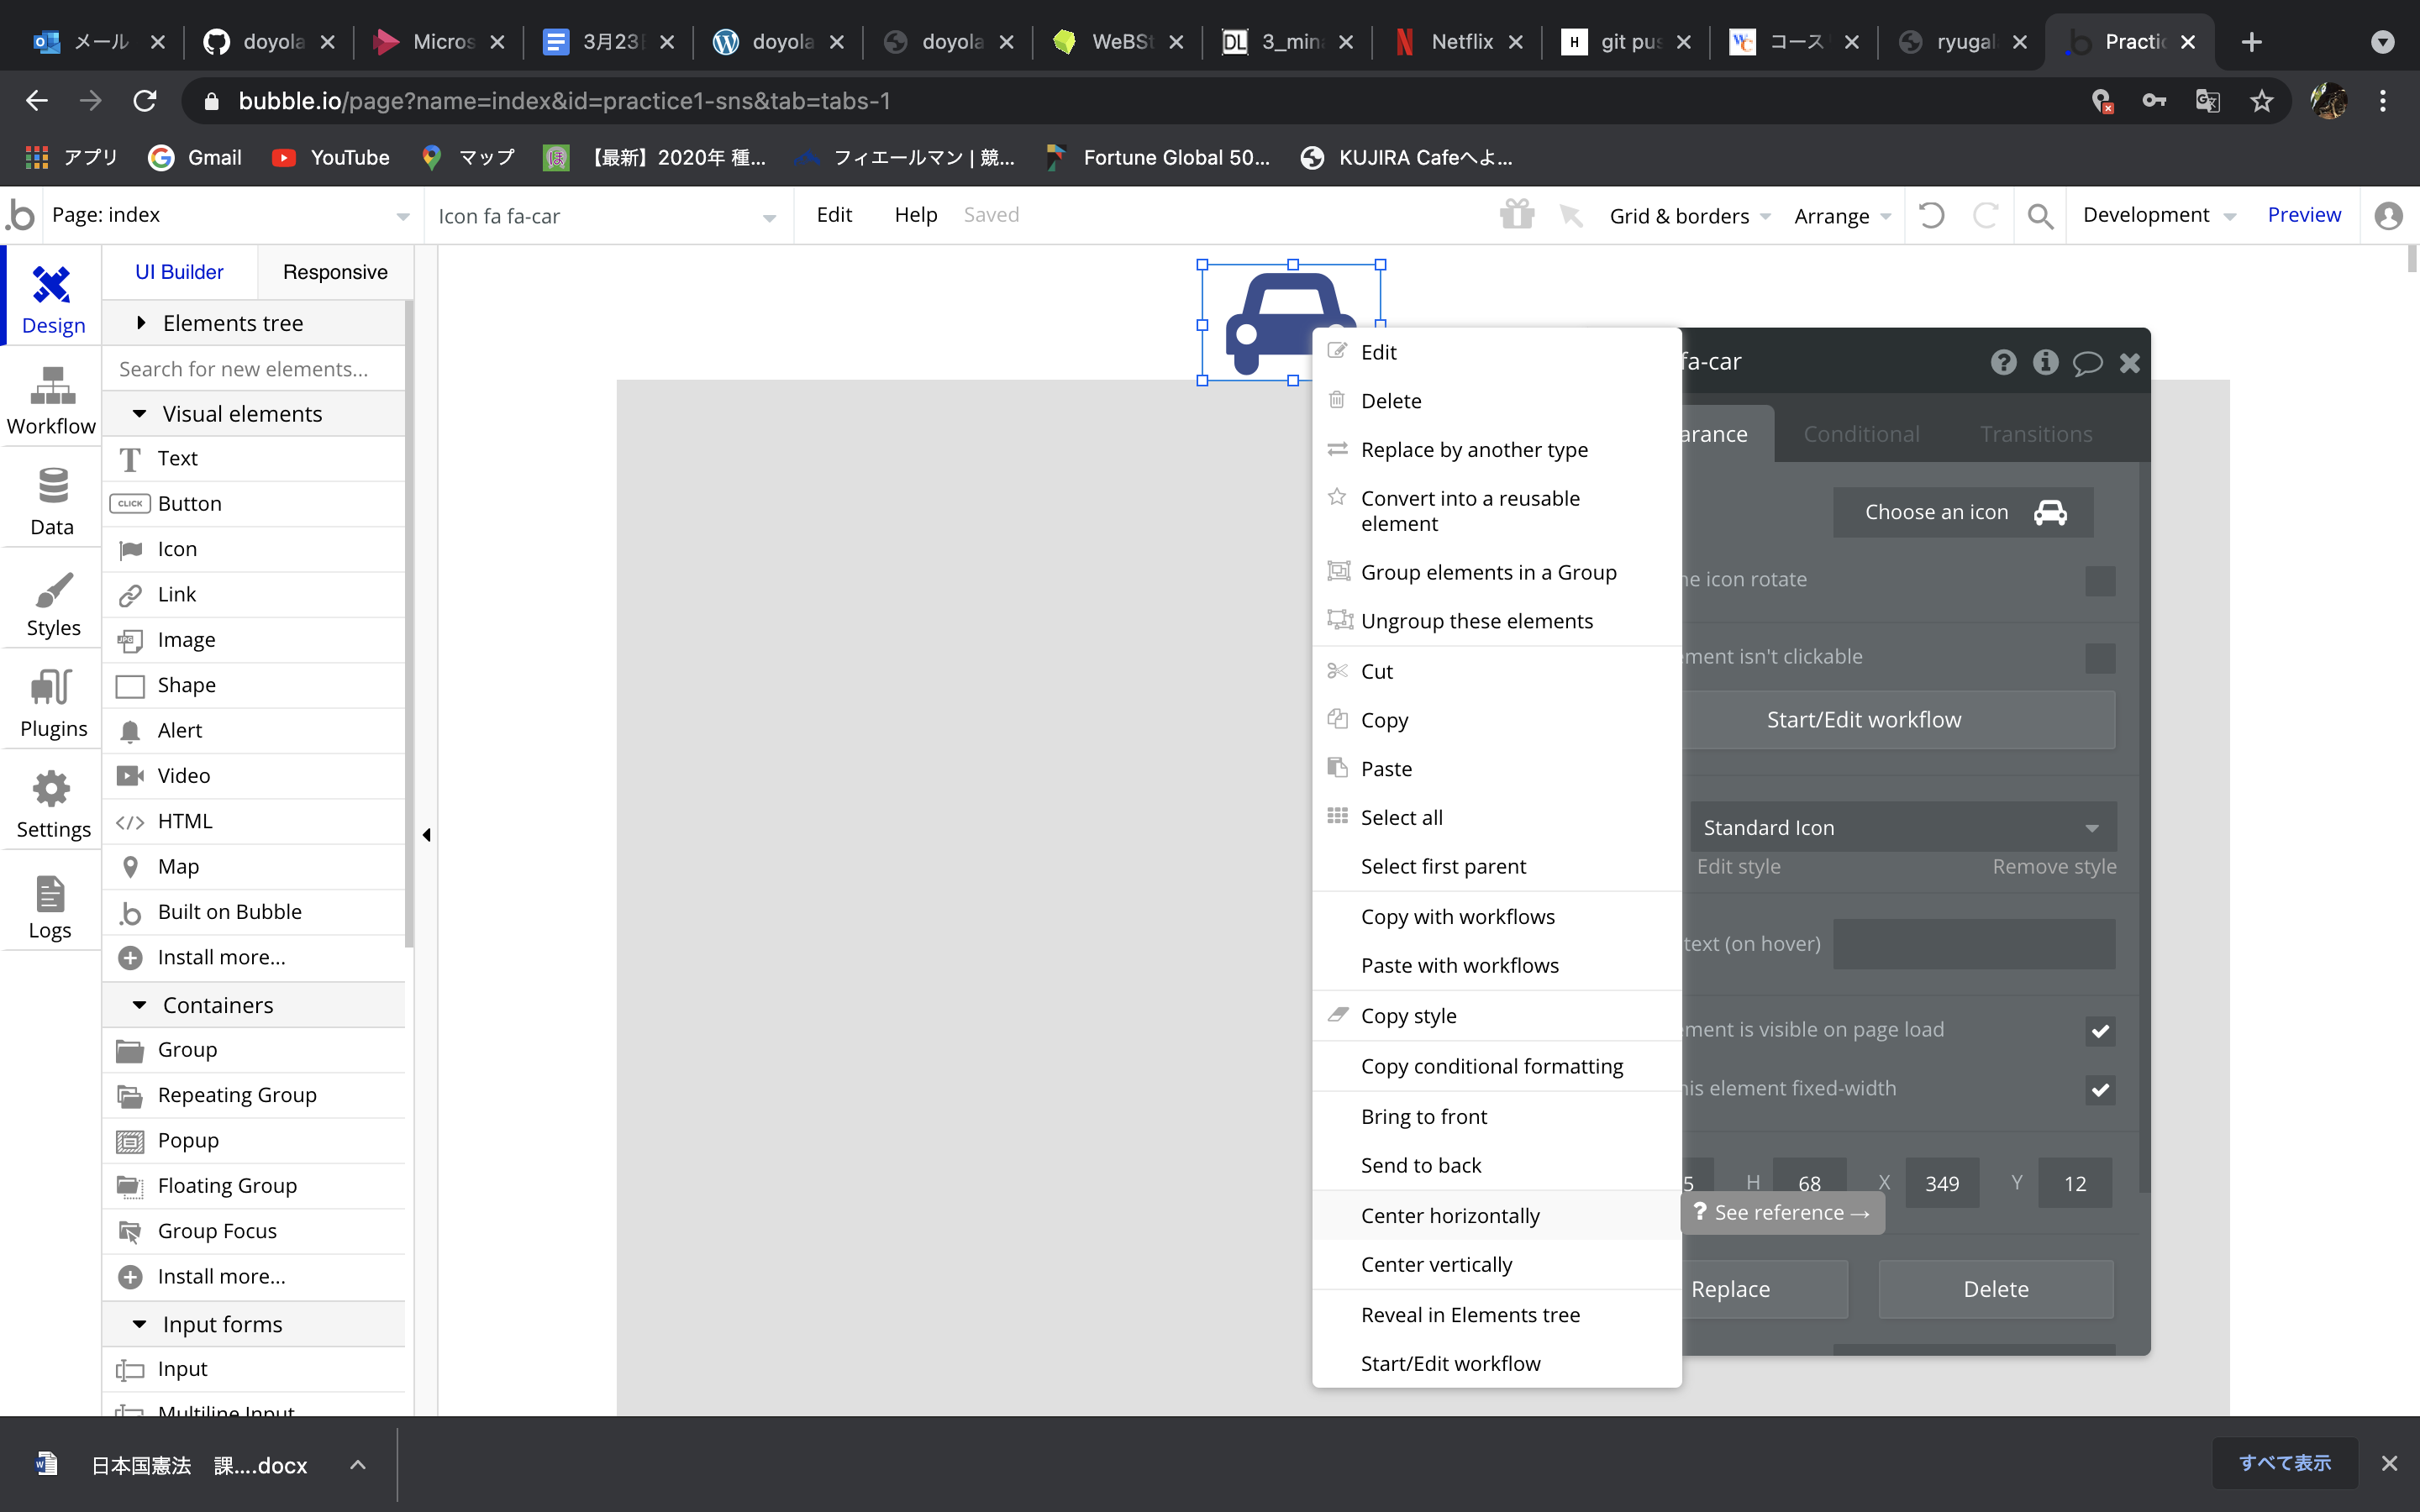 メール
doyola
Micros
3月23日
doyola
doyola
WeBSt
DL 3_min
Netflix
H git pus
コース
ryugal
Practic
bubble.io/page?name=index&id=practice1-sns&tab=tabs-1
アプリ
Gmail
YouTube
マップ
【最新】2020年 種...
フィエールマン | 競...
Fortune Global 50...
KUJIRA Cafeへよ...
Page: index
Icon fa fa-car
Edit
Help
Saved
Grid & borders
Arrange
Development
Preview
Design
Workflow
Data
Styles
Plugins
Settings
Logs
UI Builder
Responsive
Elements tree
Search for new elements...
Visual elements
Text
CLICK Button
Icon
Link
Image
Shape
Alert
Video
HTML
Map
Built on Bubble
Install more...
Containers
Group
Repeating Group
Popup
Floating Group
Group Focus
Install more...
Input forms
Input
Multiline Input
Edit
Delete
Replace by another type
Convert into a reusable
element
Group elements in a Group
Ungroup these elements
Cut
Copy
Paste
Select all
Select first parent
Copy with workflows
Paste with workflows
Copy style
Copy conditional formatting
Bring to front
Send to back
Center horizontally
Center vertically
Reveal in Elements tree
Start/Edit workflow
fa-car
arance
Conditional
Transitions
Choose an icon
ne icon rotate
ment isn't clickable
Start/Edit workflow
Standard Icon
Edit style
Remove style
text (on hover)
ment is visible on page load
his element fixed-width
5 H 68 X 349 Y 12
? See reference →
Replace
Delete
日本国憲法 課....docx
すべて表示